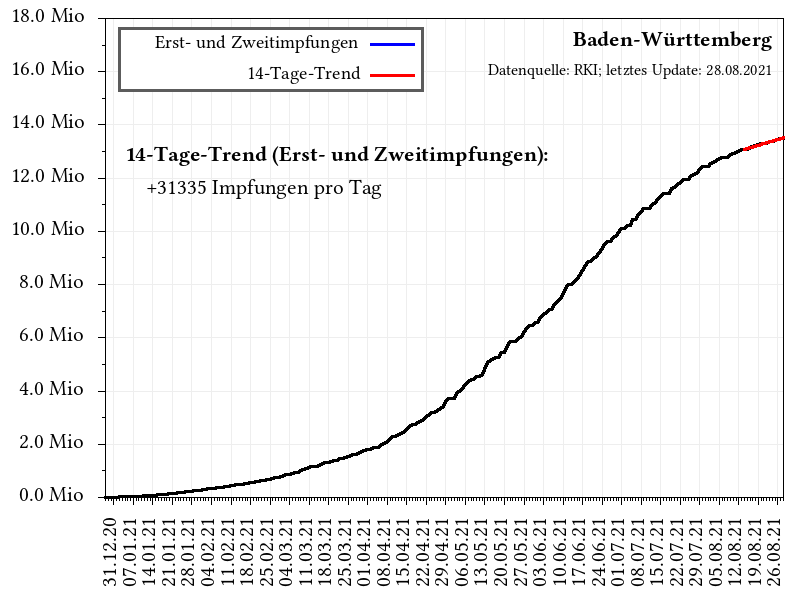 18.0 Mio
16.0 Mio
14.0 Mio
12.0 Mio
10.0 Mio
8.0 Mio
6.0 Mio
4.0 Mio
2.0 Mio
0.0 Mio
Erst- und Zweitimpfungen
14-Tage-Trend
Baden-Württemberg
Datenquelle: RKI; letztes Update: 28.08.2021
14-Tage-Trend (Erst- und Zweitimpfungen):
+31335 Impfungen pro Tag
31.12.20
07.01.21
14.01.21
21.01.21
28.01.21
04.02.21
11.02.21
18.02.21
25.02.21
04.03.21
11.03.21
18.03.21
25.03.21
01.04.21
08.04.21
15.04.21
22.04.21
29.04.21
06.05.21
13.05.21
20.05.21
27.05.21
03.06.21
10.06.21
17.06.21
24.06.21
01.07.21
08.07.21
15.07.21
22.07.21
29.07.21
05.08.21
12.08.21
19.08.21
26.08.21